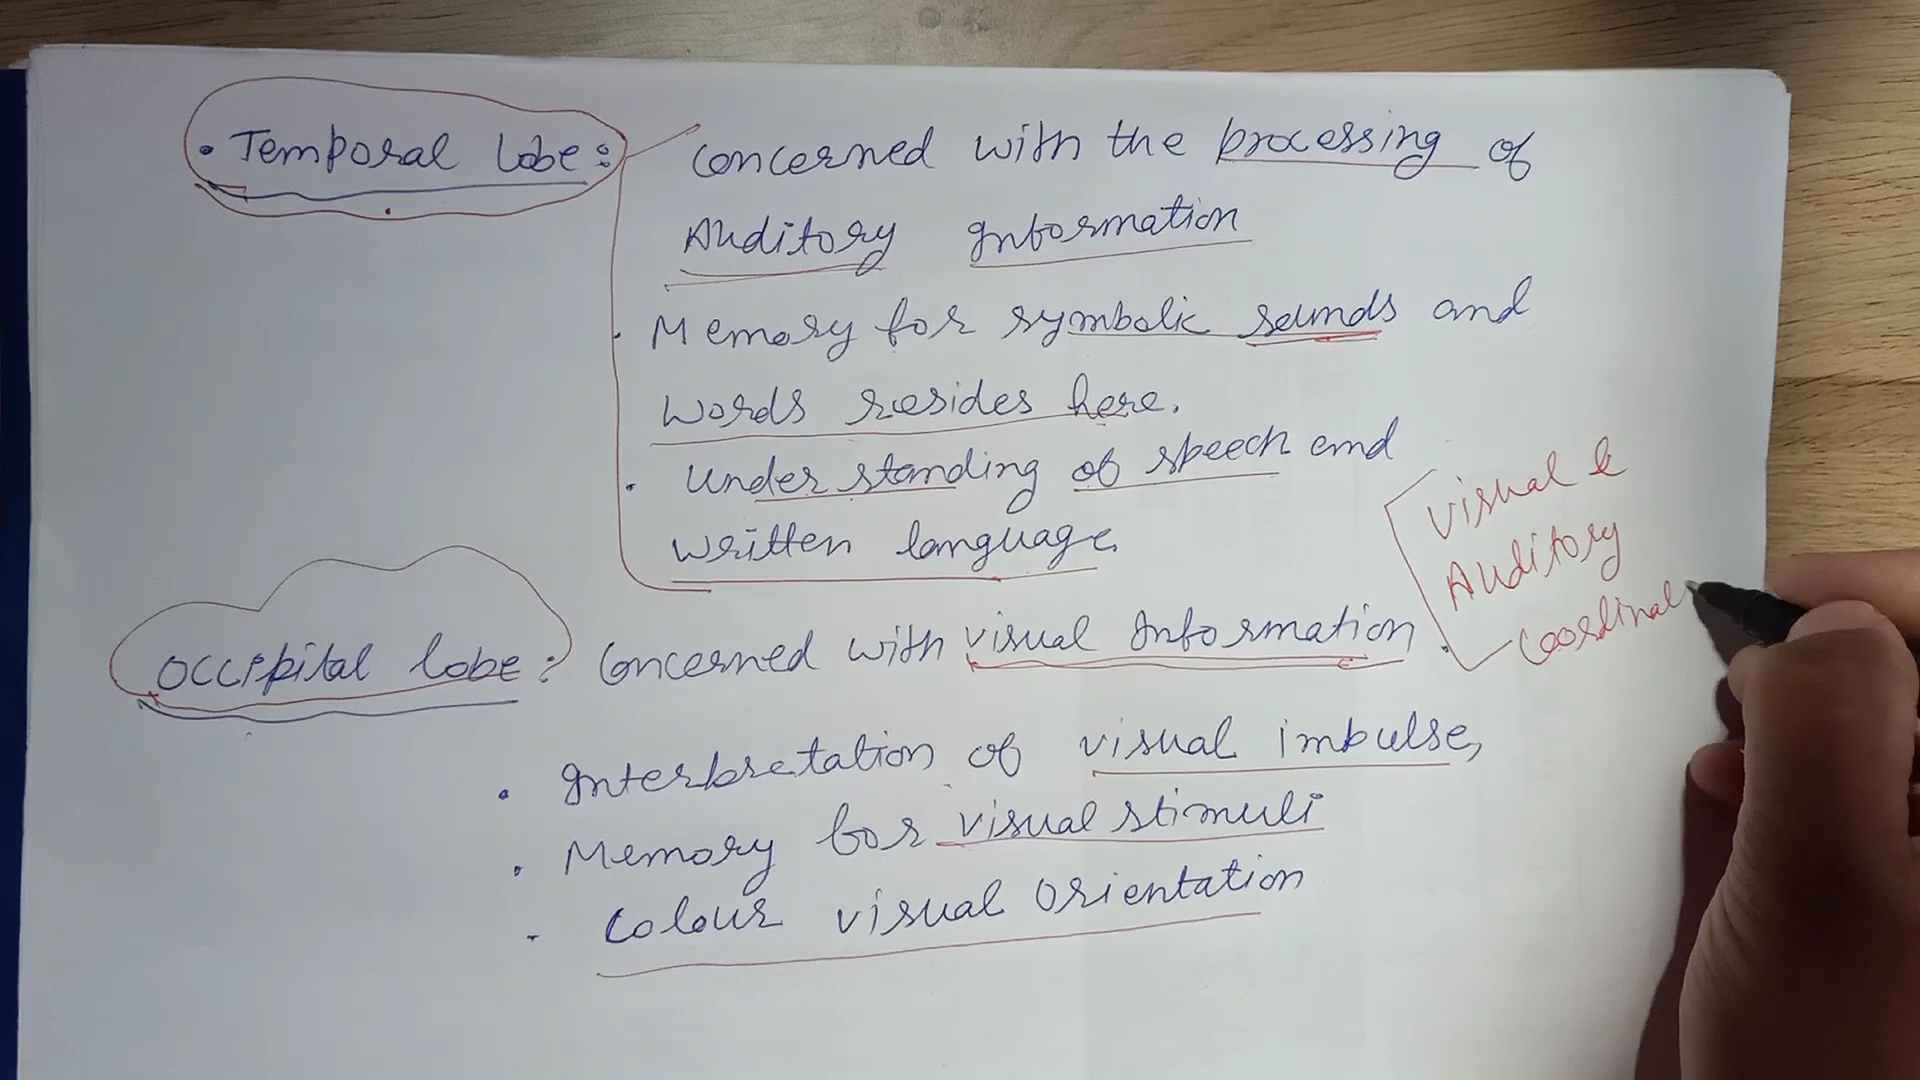 • Temporal lobe: concerned with the processing of
Auditory Information
• Memory for symbolic sounds and
words resides here.
• Understanding of speech and
written language.
Visual &
Auditory
Coordinat
Occipital lobe: concerned with visual Information.
• Interpretation of visual impulse,
• Memory for visual stimuli
• Colour visual orientation